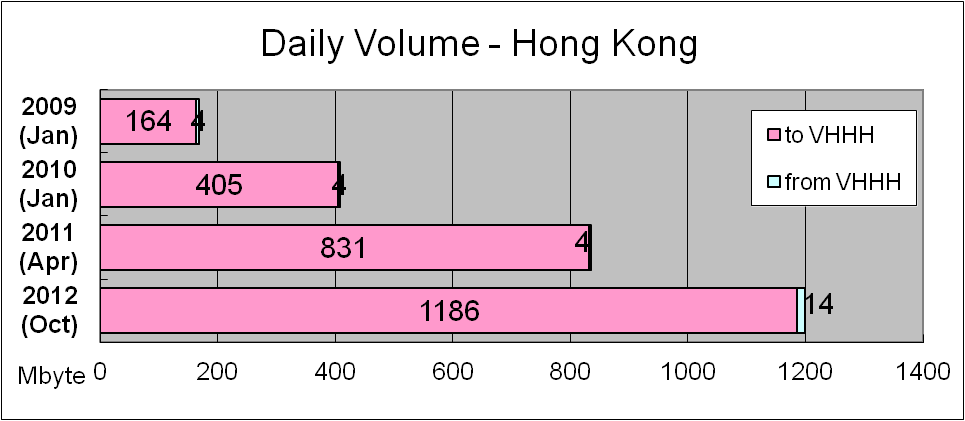 Daily Volume - Hong Kong
2009
(Jan)
164 4
2010
(Jan)
405 4
2011
(Apr)
831 4
2012
(Oct)
1186 14
to VHHH
from VHHH
Mbyte 0 200 400 600 800 1000 1200 1400